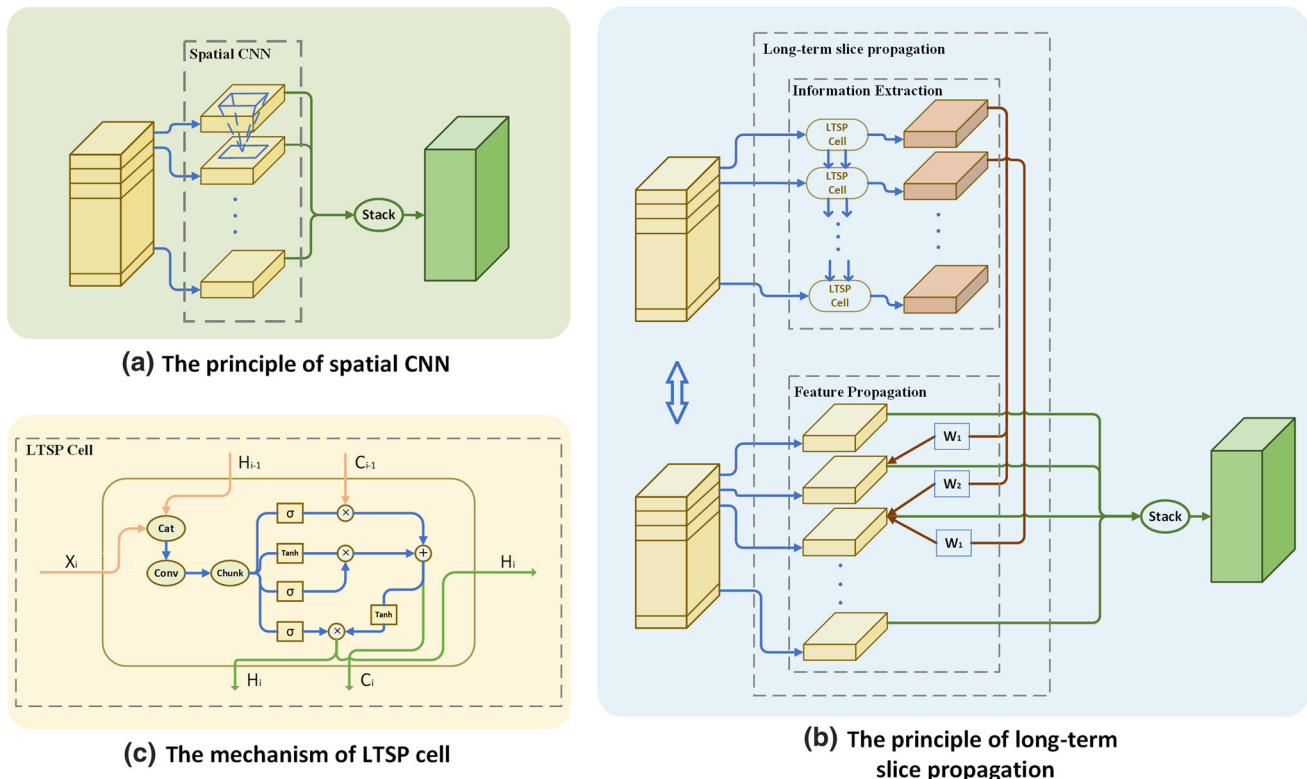 Spatial CNN
Stack
(a) The principle of spatial CNN
LTSP Cell
Hi-1
Ci-1
Xi
Cat
Conv
Chunk
σ
×
Tanh
×
+
σ
Tanh
σ
×
Hi
Hi
Ci
(c) The mechanism of LTSP cell
Long-term slice propagation
Information Extraction
LTSP
Cell
LTSP
Cell
LTSP
Cell
Feature Propagation
W1
W2
W1
Stack
(b) The principle of long-term
slice propagation